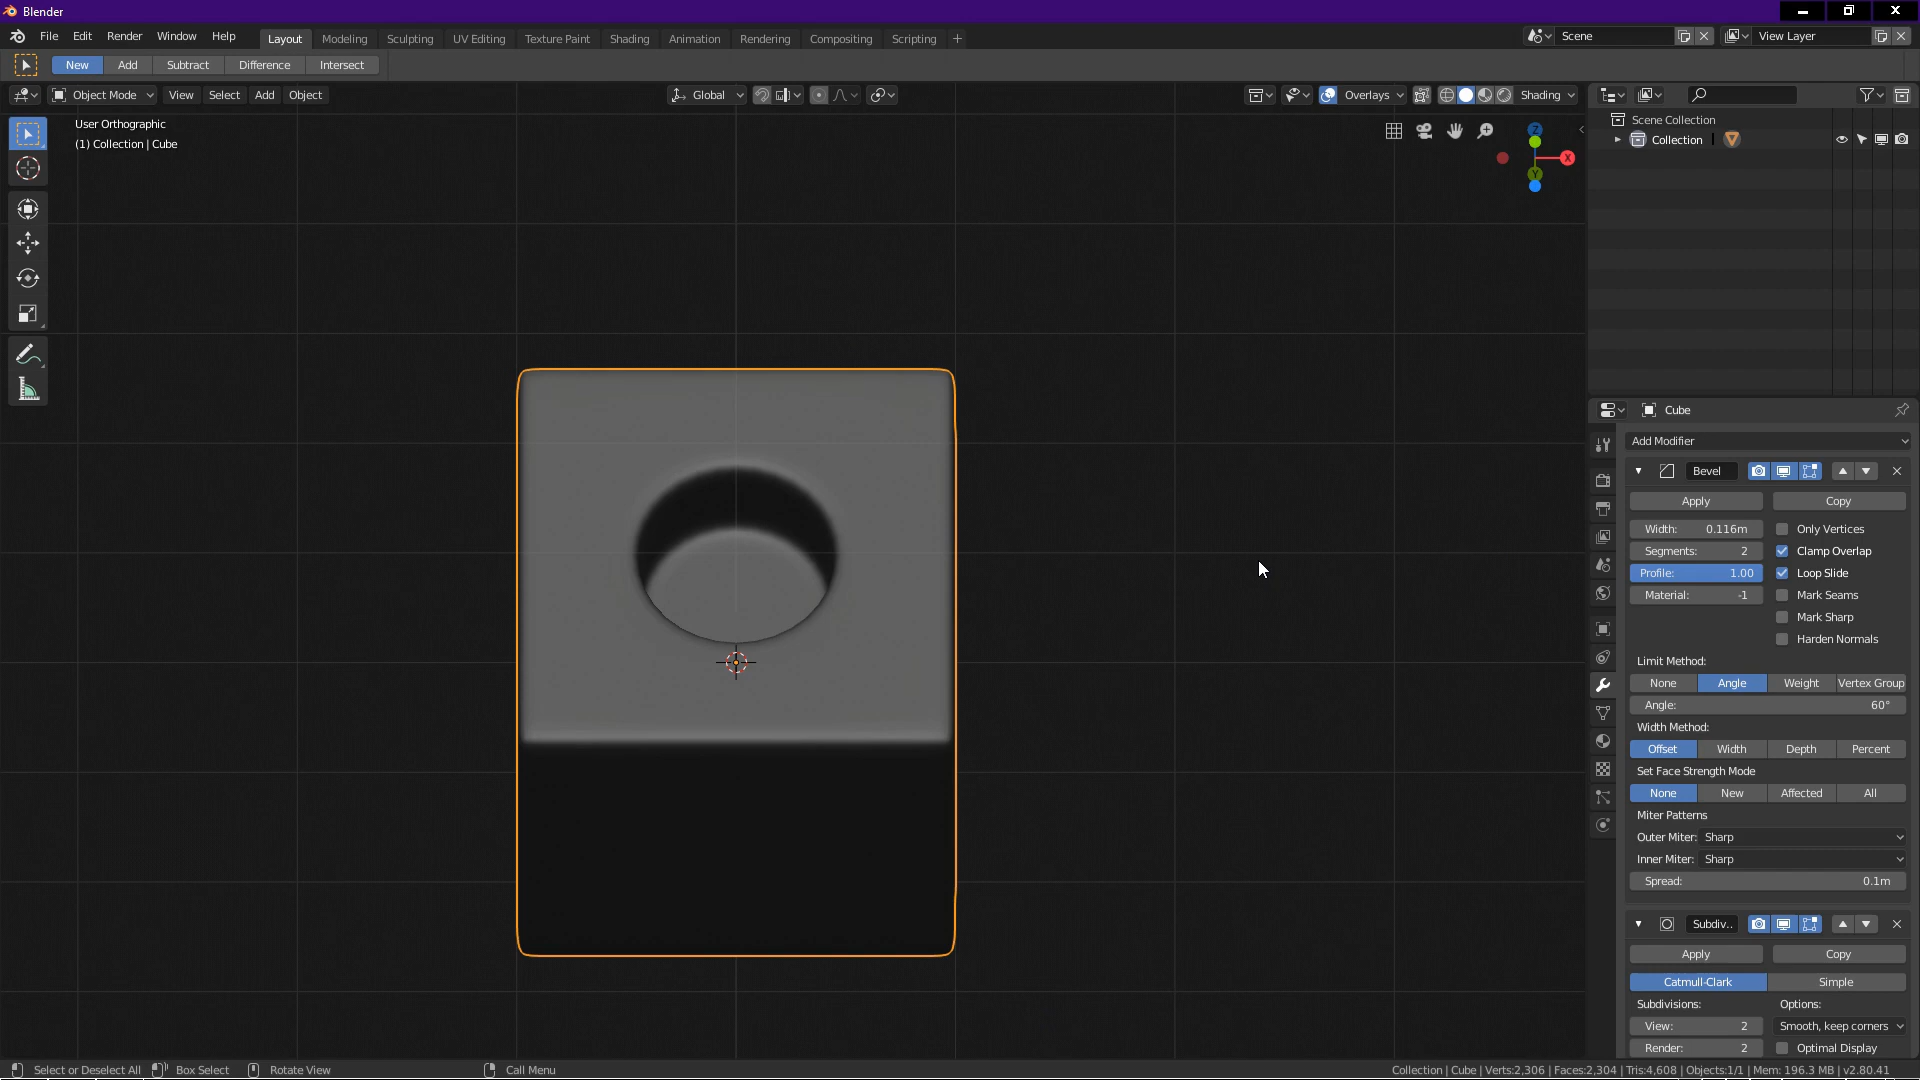 Blender
File Edit Render Window Help Layout Modeling Sculpting UV Editing Texture Paint Shading Animation Rendering Compositing Scripting + Scene View Layer
New Add Subtract Difference Intersect
Object Mode View Select Add Object Global Overlays Shading
User Orthographic
(1) Collection | Cube
Z
X
Y
Scene Collection
Collection
Cube
Add Modifier
Bevel
Apply Copy
Width: 0.116m Only Vertices
Segments: 2 Clamp Overlap
Profile: 1.00 Loop Slide
Material: -1 Mark Seams
Mark Sharp
Harden Normals
Limit Method:
None Angle Weight Vertex Group
Angle: 60°
Width Method:
Offset Width Depth Percent
Set Face Strength Mode
None New Affected All
Miter Patterns
Outer Miter: Sharp
Inner Miter: Sharp
Spread: 0.1m
Subdiv..
Apply Copy
Catmull-Clark Simple
Subdivisions: Options:
View: 2 Smooth, keep corners
Render: 2 Optimal Display
Select or Deselect All Box Select Rotate View Call Menu Collection | Cube | Verts:2,306 | Faces:2,304 | Tris:4,608 | Objects:1/1 | Mem: 196.3 MB | v2.80.41